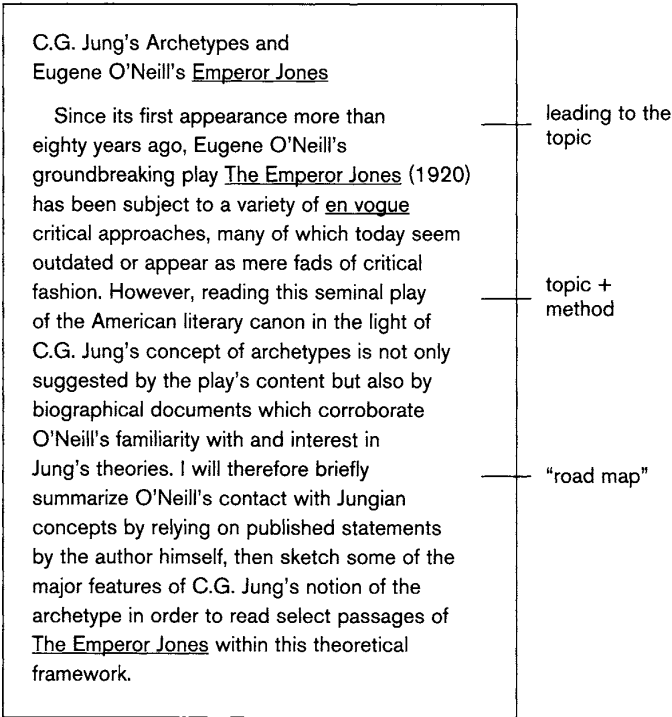 C.G. Jung's Archetypes and
Eugene O'Neill's Emperor Jones
Since its first appearance more than
eighty years ago, Eugene O'Neill's
groundbreaking play The Emperor Jones (1920)
has been subject to a variety of en vogue
critical approaches, many of which today seem
outdated or appear as mere fads of critical
fashion. However, reading this seminal play
of the American literary canon in the light of
C.G. Jung's concept of archetypes is not only
suggested by the play's content but also by
biographical documents which corroborate
O'Neill's familiarity with and interest in
Jung's theories. I will therefore briefly
summarize O'Neill's contact with Jungian
concepts by relying on published statements
by the author himself, then sketch some of the
major features of C.G. Jung's notion of the
archetype in order to read select passages of
The Emperor Jones within this theoretical
framework.
leading to the
topic
topic +
method
“road map”